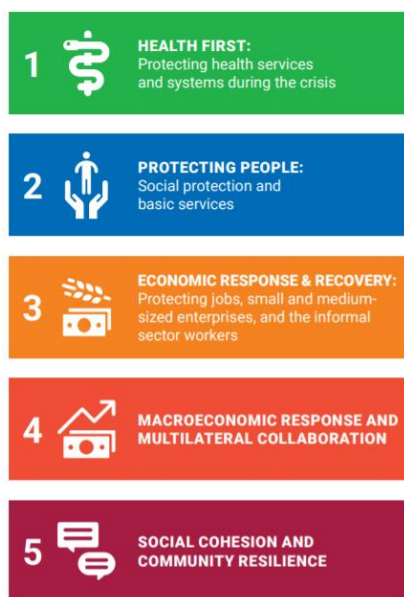 1
HEALTH FIRST:
Protecting health services
and systems during the crisis
2
PROTECTING PEOPLE:
Social protection and
basic services
3
ECONOMIC RESPONSE & RECOVERY:
Protecting jobs, small and medium-
sized enterprises, and the informal
sector workers
4
MACROECONOMIC RESPONSE AND
MULTILATERAL COLLABORATION
5
SOCIAL COHESION AND
COMMUNITY RESILIENCE